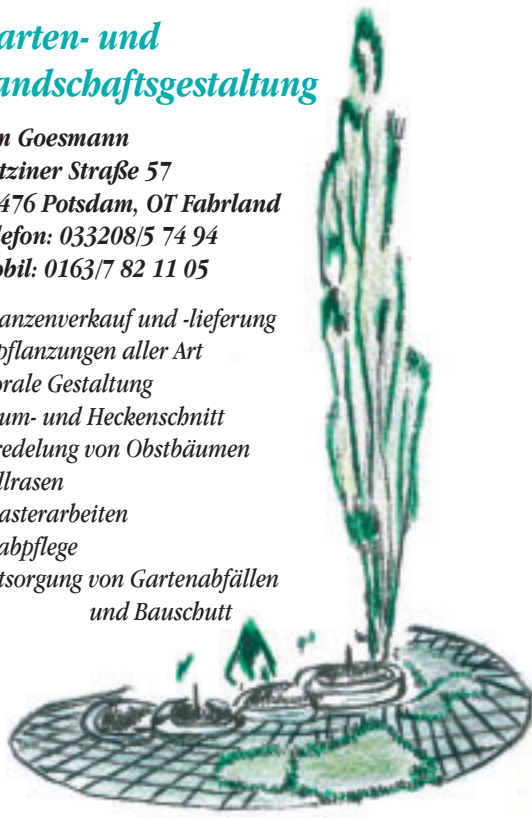 arten- und
andschaftsgestaltung
n Goesmann
tziner Straße 57
476 Potsdam, OT Fahrland
lefon: 033208/5 74 94
obil: 0163/7 82 11 05
anzenverkauf und -lieferung
pflanzungen aller Art
orale Gestaltung
um- und Heckenschnitt
redelung von Obstbäumen
llrasen
asterarbeiten
abpflege
tsorgung von Gartenabfällen
und Bauschutt